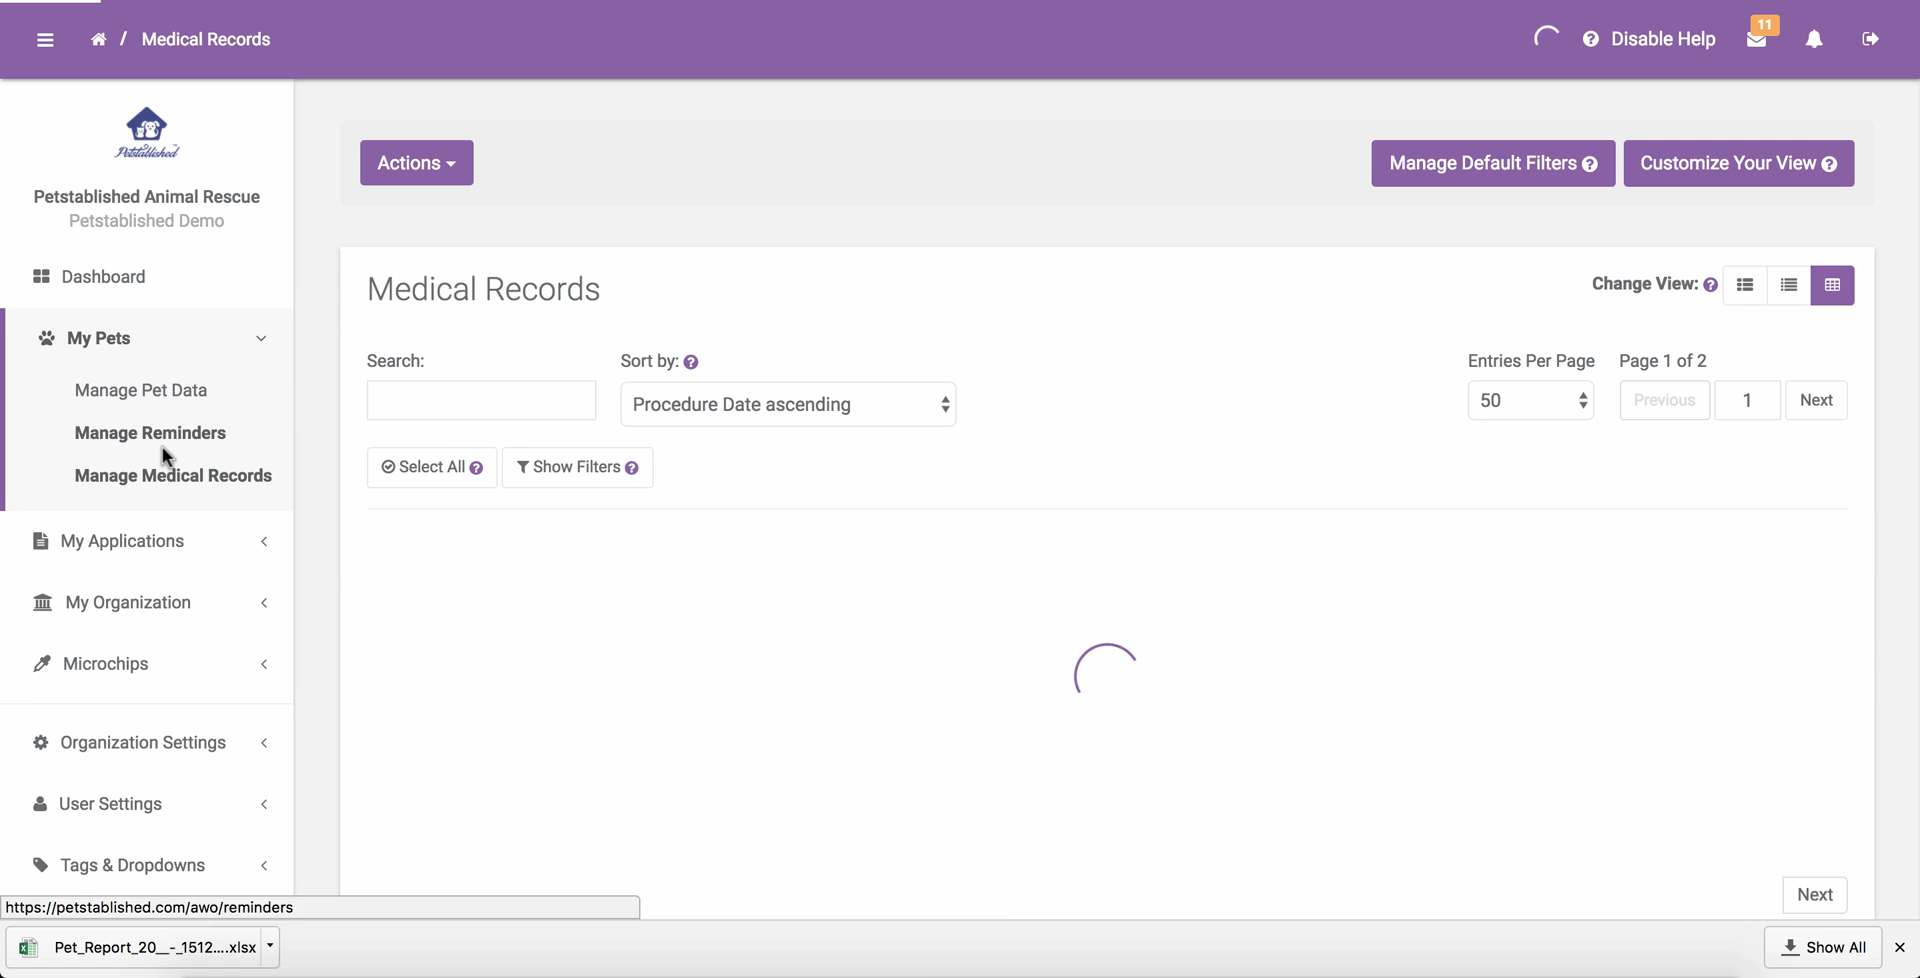 / Medical Records
Disable Help
11
Petstablished
Petstablished Animal Rescue
Petstablished Demo
Dashboard
My Pets
Manage Pet Data
Manage Reminders
Manage Medical Records
My Applications
My Organization
Microchips
Organization Settings
User Settings
Tags & Dropdowns
Actions
Manage Default Filters ?
Customize Your View ?
Medical Records
Change View: ?
Search:
Sort by: ?
Entries Per Page
Page 1 of 2
Procedure Date ascending
50
Previous
1
Next
Select All ?
Show Filters ?
Next
https://petstablished.com/awo/reminders
Pet_Report_20__-_1512....xlsx
Show All